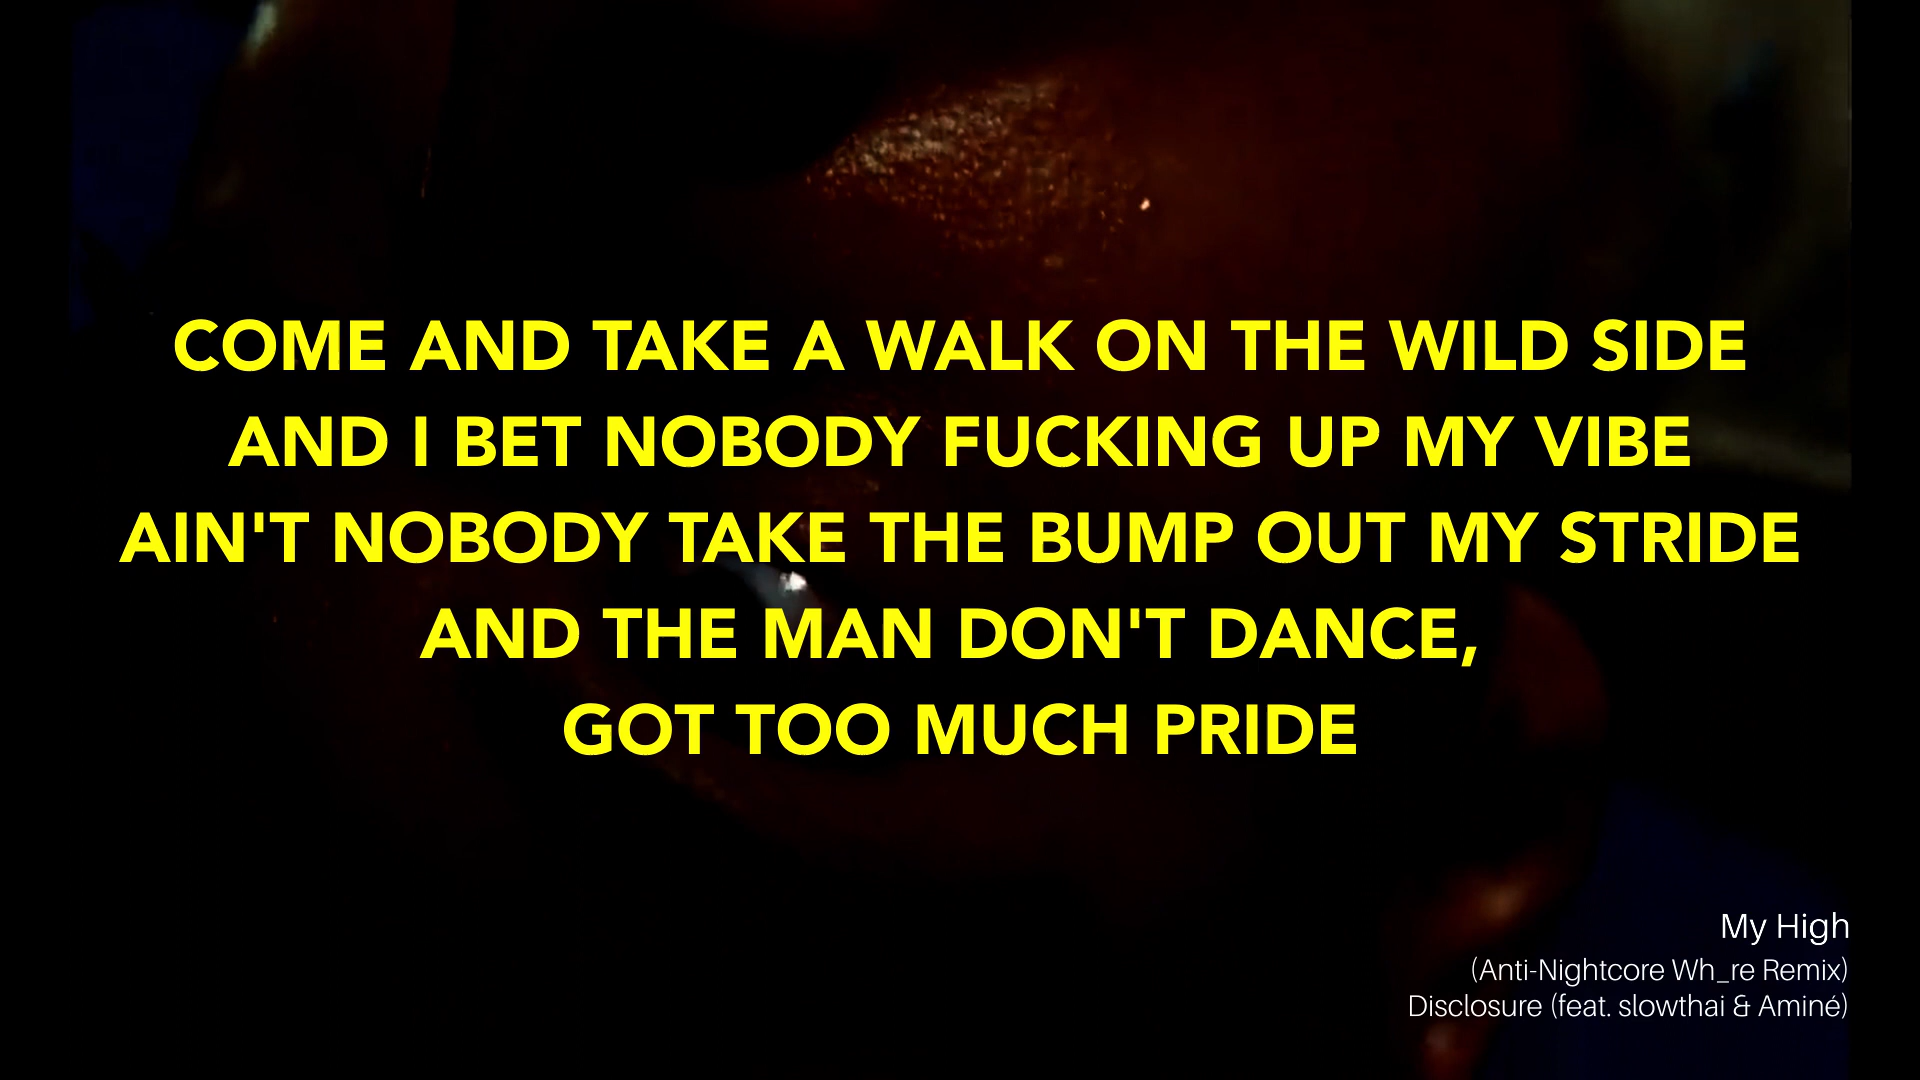 COME AND TAKE A WALK ON THE WILD SIDE
AND I BET NOBODY FUCKING UP MY VIBE
AIN'T NOBODY TAKE THE BUMP OUT MY STRIDE
AND THE MAN DON'T DANCE,
GOT TOO MUCH PRIDE
My High
(Anti-Nightcore Wh_re Remix)
Disclosure (feat. slowthai & Aminé)